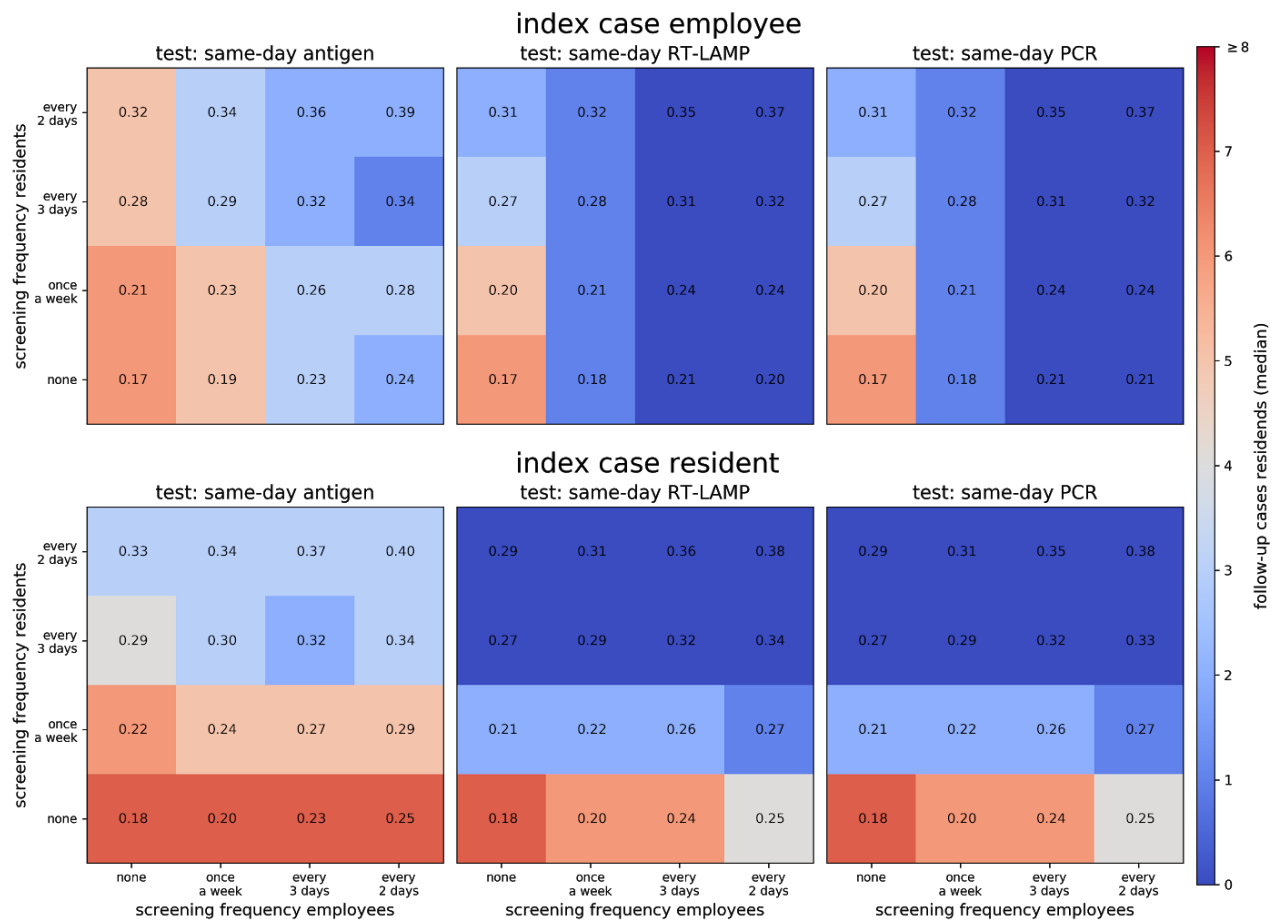 index case employee
test: same-day antigen test: same-day RT-LAMP test: same-day PCR
screening frequency residents
every
2 days
0.32 0.34 0.36 0.39 0.31 0.32 0.35 0.37 0.31 0.32 0.35 0.37
every
3 days
0.28 0.29 0.32 0.34 0.27 0.28 0.31 0.32 0.27 0.28 0.31 0.32
once
a week
0.21 0.23 0.26 0.28 0.20 0.21 0.24 0.24 0.20 0.21 0.24 0.24
none
0.17 0.19 0.23 0.24 0.17 0.18 0.21 0.20 0.17 0.18 0.21 0.21
index case resident
test: same-day antigen test: same-day RT-LAMP test: same-day PCR
screening frequency residents
every
2 days
0.33 0.34 0.37 0.40 0.29 0.31 0.36 0.38 0.29 0.31 0.35 0.38
every
3 days
0.29 0.30 0.32 0.34 0.27 0.29 0.32 0.34 0.27 0.29 0.32 0.33
once
a week
0.22 0.24 0.27 0.29 0.21 0.22 0.26 0.27 0.21 0.22 0.26 0.27
none
0.18 0.20 0.23 0.25 0.18 0.20 0.24 0.25 0.18 0.20 0.24 0.25
none once every every none once every every none once every every
a week 3 days 2 days a week 3 days 2 days a week 3 days 2 days
screening frequency employees screening frequency employees screening frequency employees
≥ 8
7
6
5
4
3
2
1
0
follow-up cases residends (median)